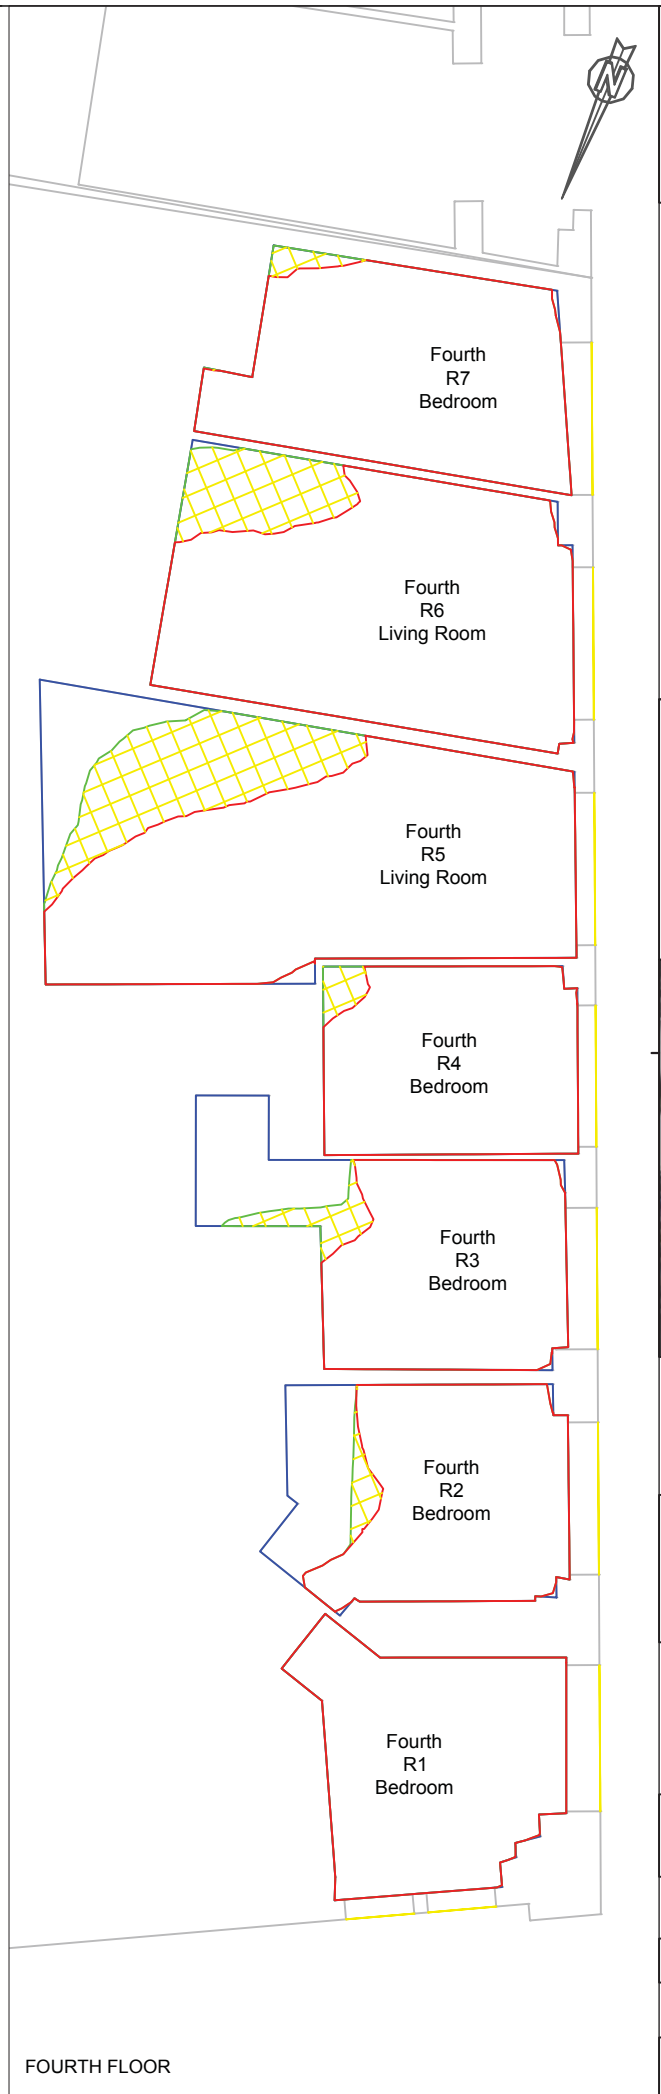 N
Fourth
R7
Bedroom
Fourth
R6
Living Room
Fourth
R5
Living Room
Fourth
R4
Bedroom
Fourth
R3
Bedroom
Fourth
R2
Bedroom
Fourth
R1
Bedroom
FOURTH FLOOR